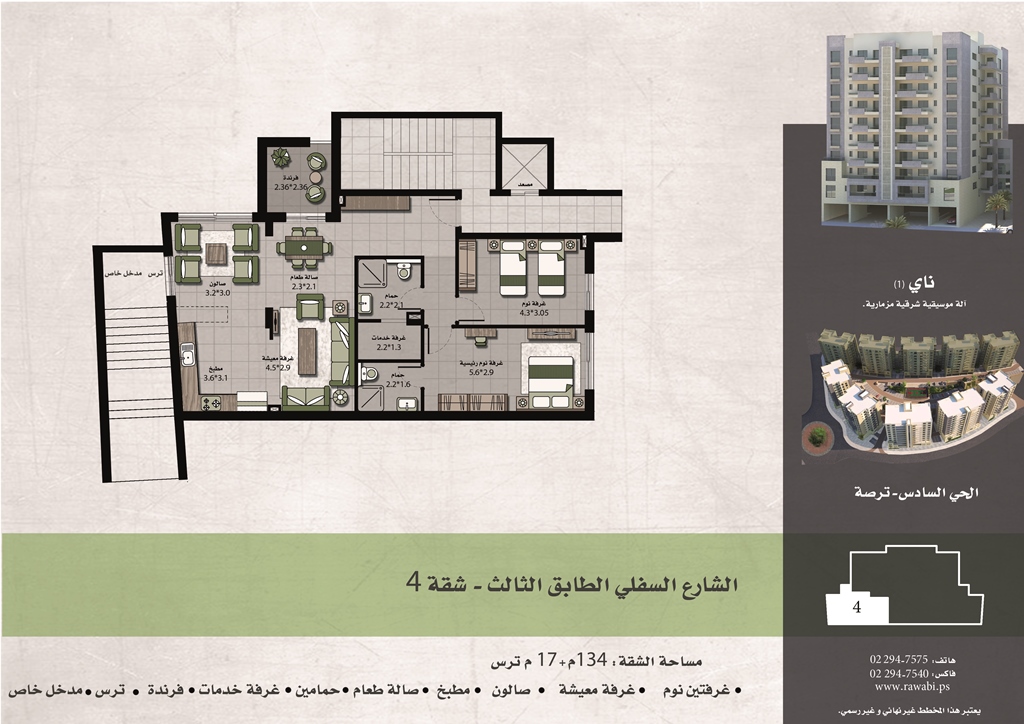 فرندة
2.36*2.36
مصعد
ترس مدخل خاص
صالون
3.2*3.0
صالة طعام
2.3*2.1
حمام
2.2*2.1
غرفة نوم
4.3*3.05
غرفة خدمات
2.2*1.3
غرفة معيشة
4.5*2.9
مطبخ
3.6*3.1
حمام
2.2*1.6
غرفة نوم رئيسية
5.6*2.9
ناي (1)
آلة موسيقية شرقية مزمارية.
الحي السادس-ترصة
4
الشارع السفلي الطابق الثالث - شقة 4
مساحة الشقة: 134م+ 17 م ترس
• غرفتين نوم • غرفة معيشة • صالون • مطبخ • صالة طعام • حمامين • غرفة خدمات • فرندة • ترس • مدخل خاص
هاتف: 02 294-7575
فاكس: 02 294-7540
www.rawabi.ps
يعتبر هذا المخطط غير نهائي و غير رسمي.